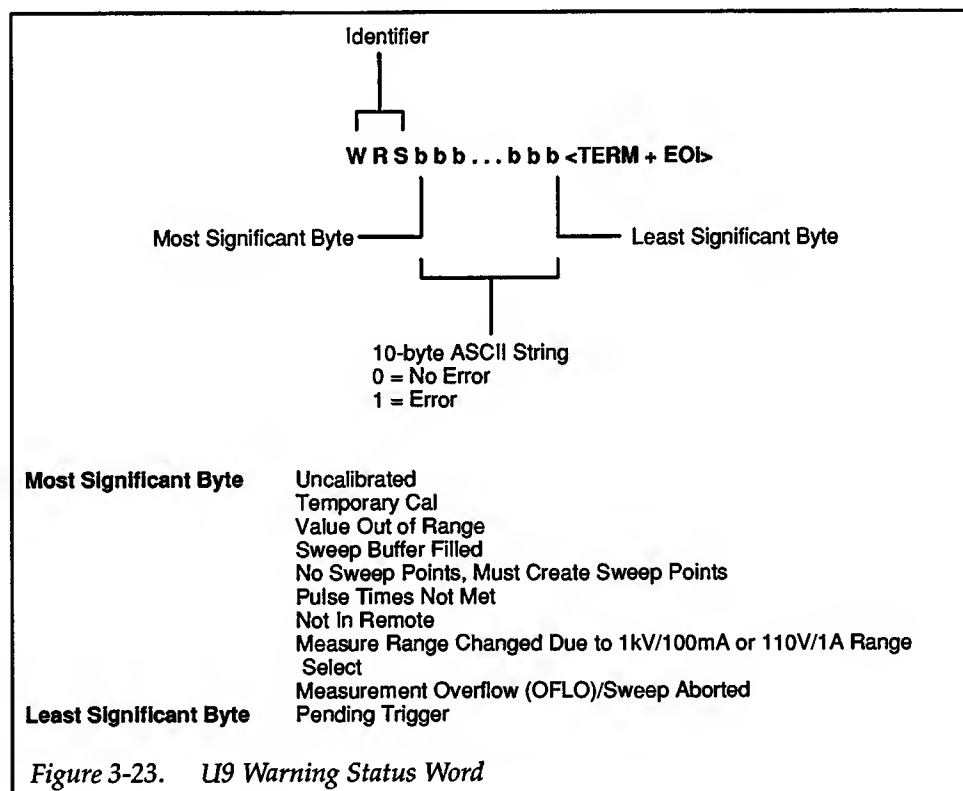 Identifier
W R S b b b . . . b b b <TERM + EOI>
Most Significant Byte
Least Significant Byte
10-byte ASCII String
0 = No Error
1 = Error
Most Significant Byte Uncalibrated
Temporary Cal
Value Out of Range
Sweep Buffer Filled
No Sweep Points, Must Create Sweep Points
Pulse Times Not Met
Not In Remote
Measure Range Changed Due to 1kV/100mA or 110V/1A Range
Select
Measurement Overflow (OFLO)/Sweep Aborted
Least Significant Byte Pending Trigger
Figure 3-23. U9 Warning Status Word